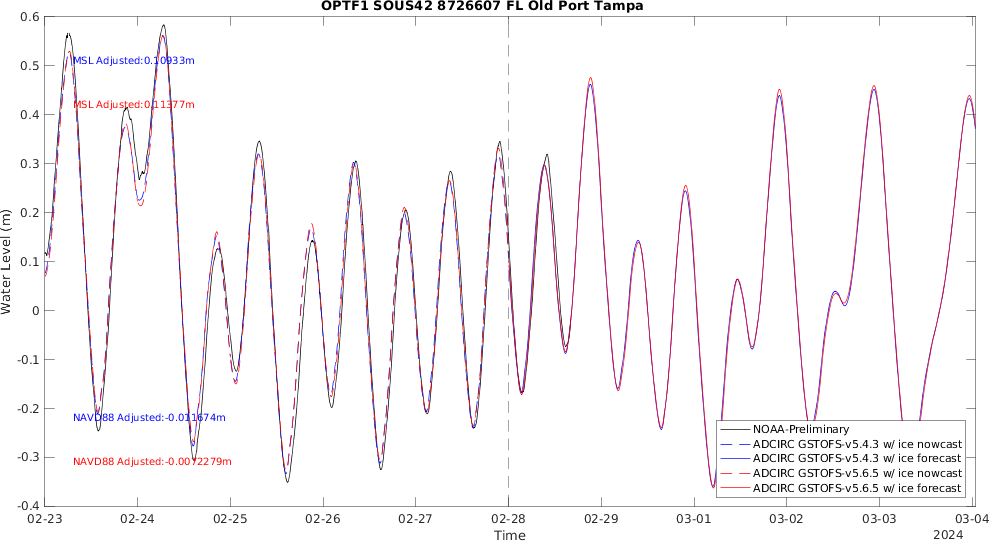 OPTF1 SOUS42 8726607 FL Old Port Tampa
0.6
0.5
0.4
0.3
0.2
0.1
0
-0.1
-0.2
-0.3
-0.4
Water Level (m)
MSL Adjusted:0.10933m
MSL Adjusted:0.11377m
NAVD88 Adjusted:-0.011674m
NAVD88 Adjusted:-0.0072279m
NOAA-Preliminary
ADCIRC GSTOFS-v5.4.3 w/ ice nowcast
ADCIRC GSTOFS-v5.4.3 w/ ice forecast
ADCIRC GSTOFS-v5.6.5 w/ ice nowcast
ADCIRC GSTOFS-v5.6.5 w/ ice forecast
02-23 02-24 02-25 02-26 02-27 02-28 02-29 03-01 03-02 03-03 03-04
Time
2024